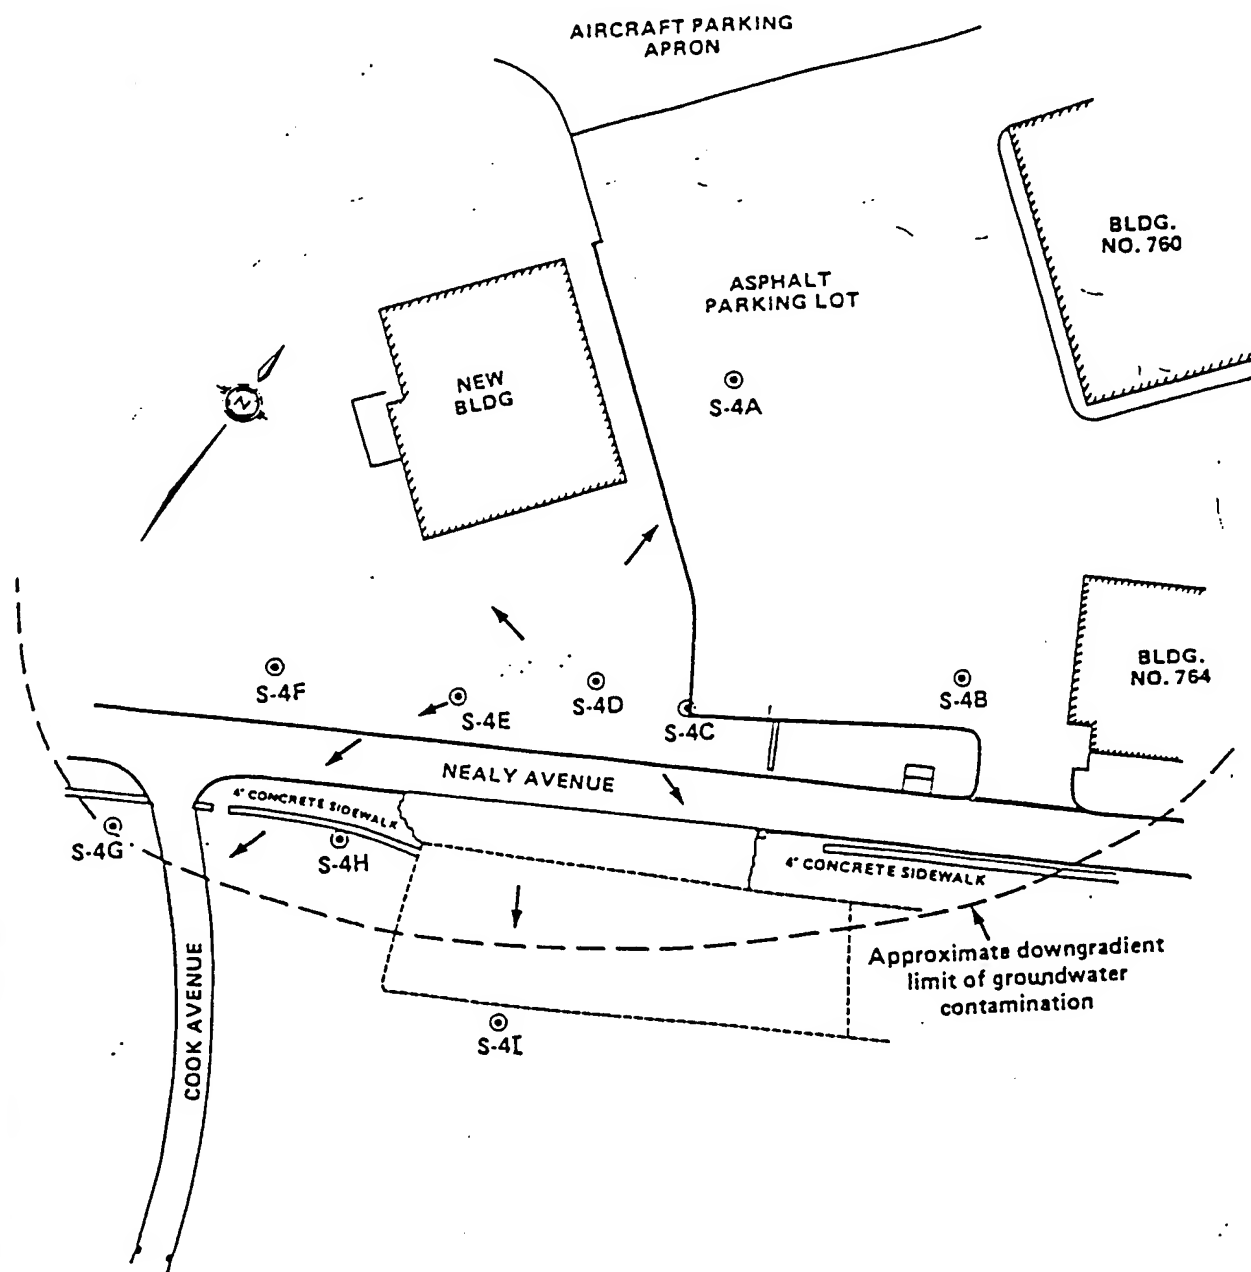 AIRCRAFT PARKING
APRON
BLDG.
NO. 760
ASPHALT
PARKING LOT
NEW
BLDG
S-4A
N
BLDG.
NO. 764
S-4F
S-4E
S-4D
S-4C
S-4B
NEALY AVENUE
4' CONCRETE SIDEWALK
S-4G
S-4H
4' CONCRETE SIDEWALK
Approximate downgradient
limit of groundwater
contamination
COOK AVENUE
S-4I